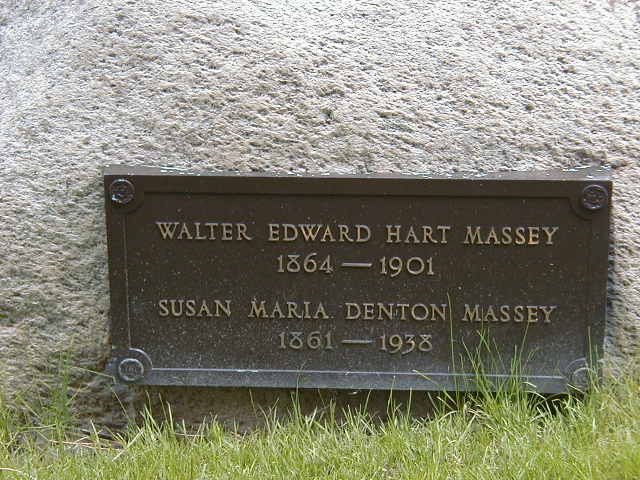 WALTER EDWARD HART MASSEY
1864 — 1901
SUSAN MARIA DENTON MASSEY
1861 — 1938